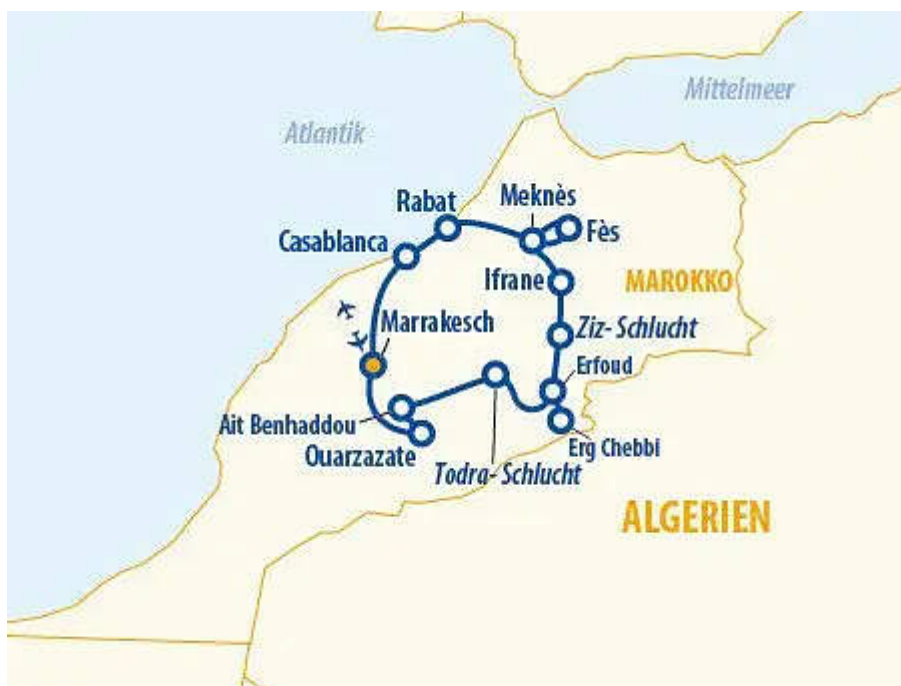 Mittelmeer
Atlantik
Meknès
Rabat
Fès
Casablanca
Ifrane
MAROKKO
Marrakesch
Ziz- Schlucht
Erfoud
Ait Benhaddou
Erg Chebbi
Ouarzazate
Todra- Schlucht
ALGERIEN